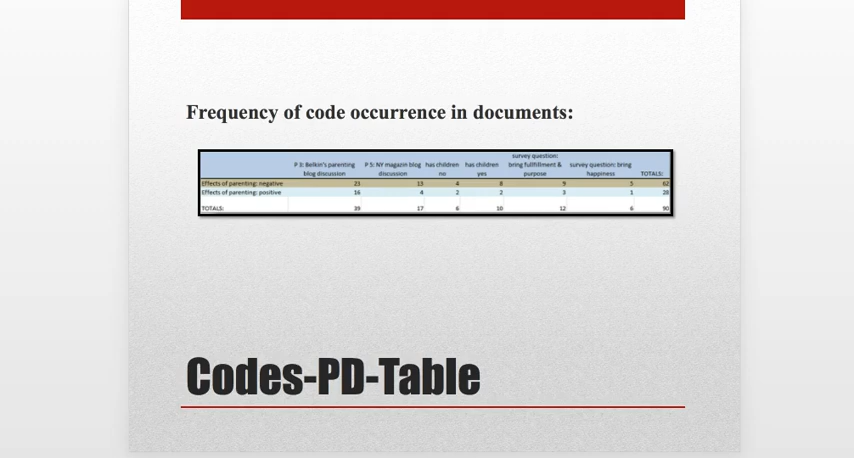 Frequency of code occurrence in documents:
survey question:
P 3: Belkin's parenting P 5: NY magazin blog has children has children bring fullfillment & survey question: bring
blog discussion discussion no yes purpose happiness TOTALS:
Effects of parenting: negative 23 13 4 8 9 5 62
Effects of parenting: positive 16 4 2 2 3 1 28
TOTALS: 39 17 6 10 12 6 90
Codes-PD-Table